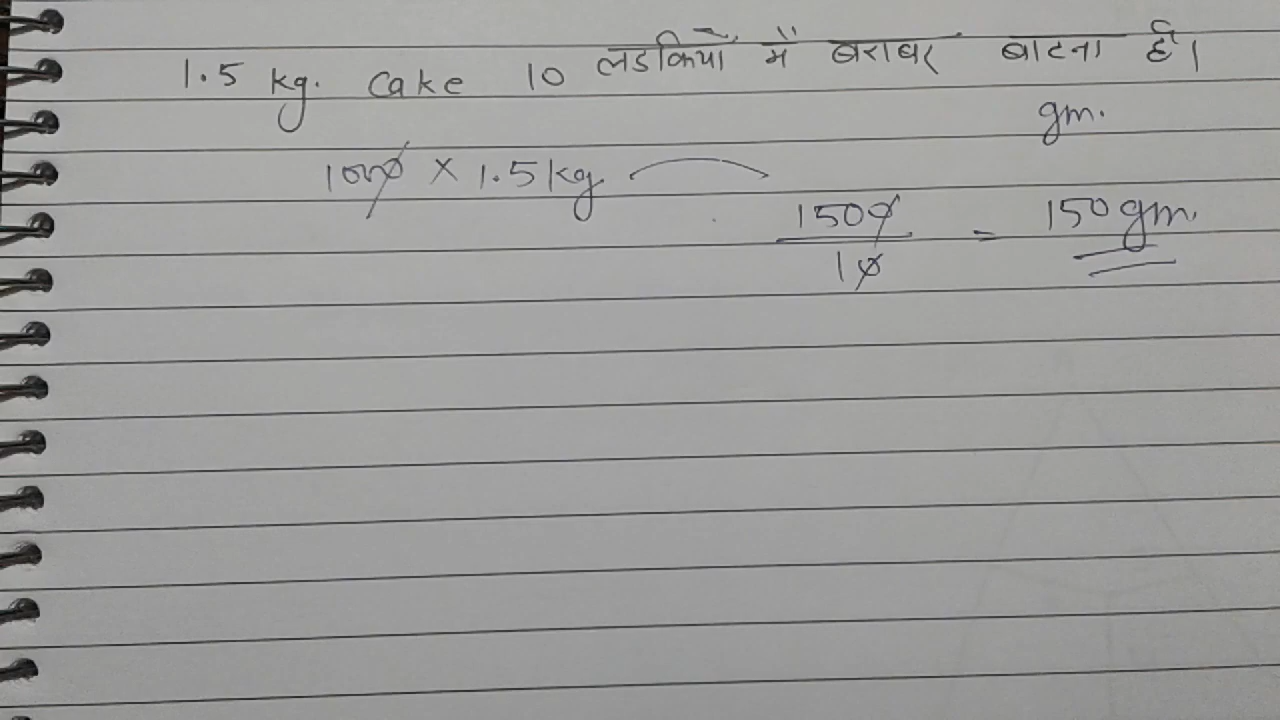 1.5 kg. Cake 10 लडकियों में बराबर बाटना है।
gm.
1000 × 1.5 kg
1500/10 = 150 gm.